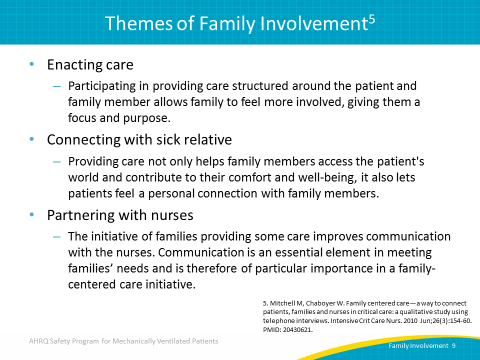 Themes of Family Involvement5
• Enacting care
– Participating in providing care structured around the patient and
family member allows family to feel more involved, giving them a
focus and purpose.
• Connecting with sick relative
– Providing care not only helps family members access the patient's
world and contribute to their comfort and well-being, it also lets
patients feel a personal connection with family members.
• Partnering with nurses
– The initiative of families providing some care improves communication
with the nurses. Communication is an essential element in meeting
families’ needs and is therefore of particular importance in a family-
centered care initiative.
5. Mitchell M, Chaboyer W. Family centered care—a way to connect
patients, families and nurses in critical care: a qualitative study using
telephone interviews. Intensive Crit Care Nurs. 2010 Jun;26(3):154-60.
PMID: 20430621.
AHRQ Safety Program for Mechanically Ventilated Patients
Family Involvement 9